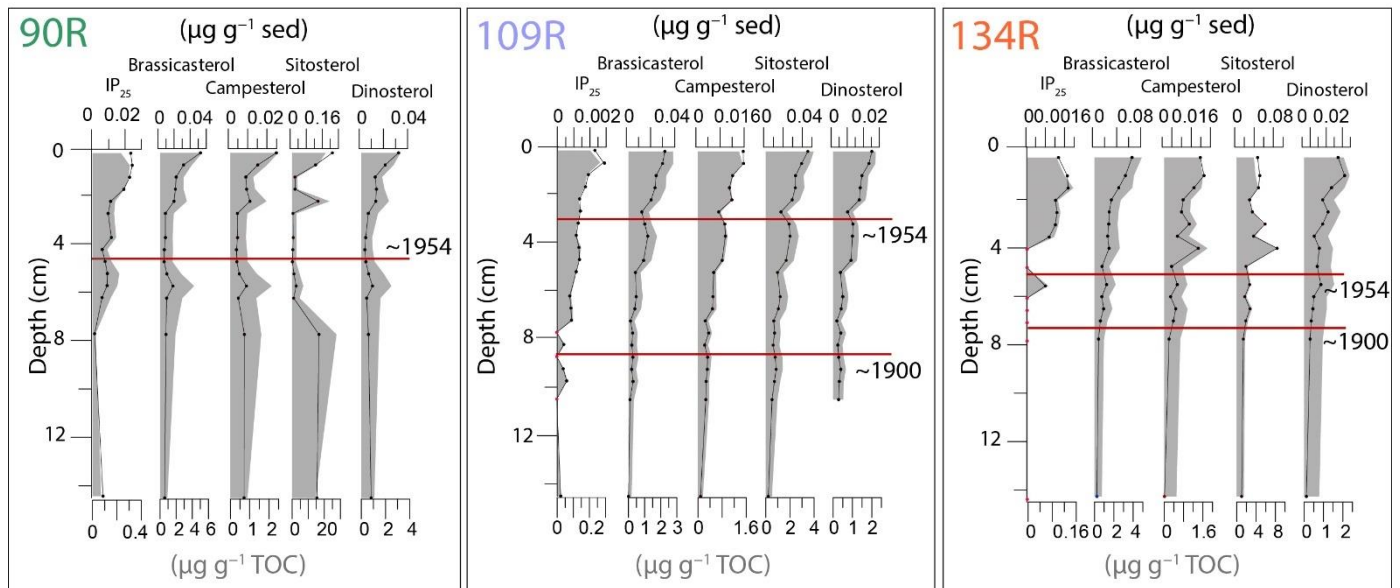 90R
(µg g⁻¹ sed)
Brassicasterol
Sitosterol
IP₂₅
Campesterol
Dinosterol
0 0.02
0 0.04
0 0.02
0 0.16
0 0.04
0
4
8
12
Depth (cm)
~1954
0 0.4
0 2 4 6
0 1 2
0 20
0 2 4
(µg g⁻¹ TOC)
109R
(µg g⁻¹ sed)
Brassicasterol
Sitosterol
IP₂₅
Campesterol
Dinosterol
0 0.002
0 0.04
0 0.016
0 0.04
0 0.02
0
4
8
12
Depth (cm)
~1954
~1900
0 0.2
0 1 2 3
0 1.6
0 2 4
0 1 2
(µg g⁻¹ TOC)
134R
(µg g⁻¹ sed)
Brassicasterol
Sitosterol
IP₂₅
Campesterol
Dinosterol
0 0.0016
0 0.08
0 0.016
0 0.08
0 0.02
0
4
8
12
Depth (cm)
~1954
~1900
0 0.16
0 2 4
0 1.6
0 4 8
0 1 2
(µg g⁻¹ TOC)